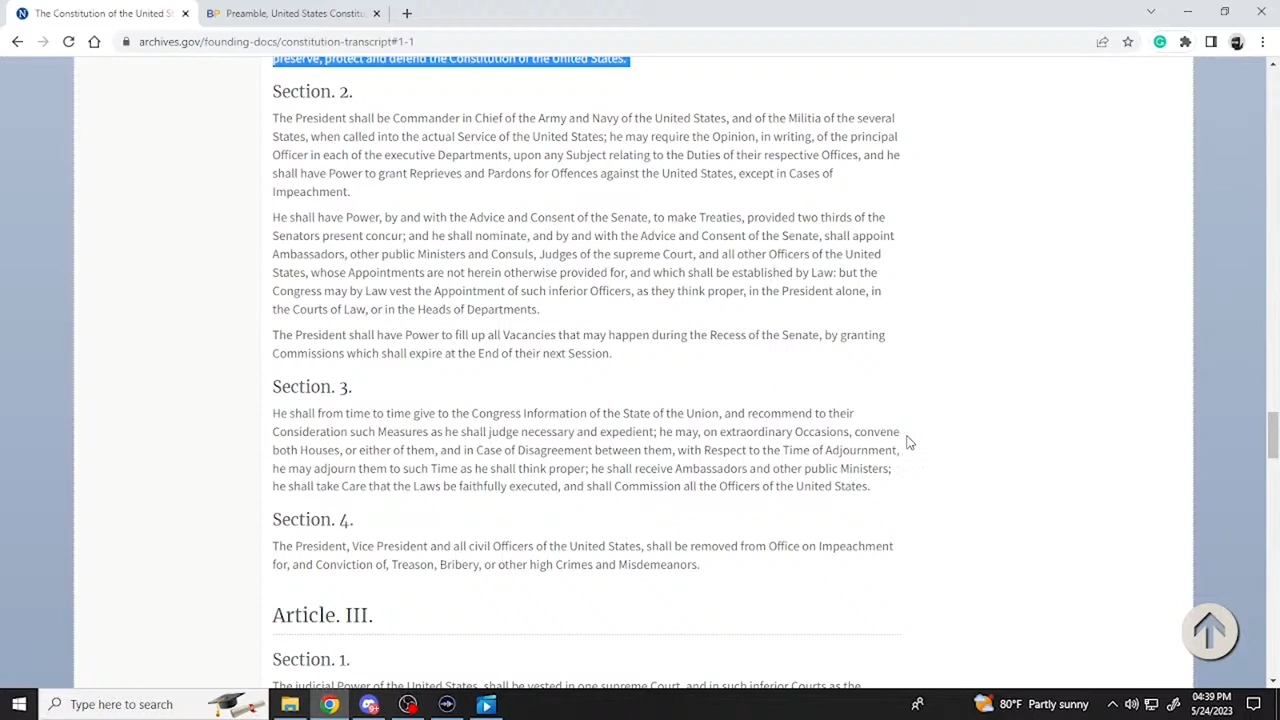 The Constitution of the United St
Preamble, United States Constitu
archives.gov/founding-docs/constitution-transcript#1-1
preserve, protect and defend the Constitution of the United States.
Section. 2.
The President shall be Commander in Chief of the Army and Navy of the United States, and of the Militia of the several
States, when called into the actual Service of the United States; he may require the Opinion, in writing, of the principal
Officer in each of the executive Departments, upon any Subject relating to the Duties of their respective Offices, and he
shall have Power to grant Reprieves and Pardons for Offences against the United States, except in Cases of
Impeachment.
He shall have Power, by and with the Advice and Consent of the Senate, to make Treaties, provided two thirds of the
Senators present concur; and he shall nominate, and by and with the Advice and Consent of the Senate, shall appoint
Ambassadors, other public Ministers and Consuls, Judges of the supreme Court, and all other Officers of the United
States, whose Appointments are not herein otherwise provided for, and which shall be established by Law: but the
Congress may by Law vest the Appointment of such inferior Officers, as they think proper, in the President alone, in
the Courts of Law, or in the Heads of Departments.
The President shall have Power to fill up all Vacancies that may happen during the Recess of the Senate, by granting
Commissions which shall expire at the End of their next Session.
Section. 3.
He shall from time to time give to the Congress Information of the State of the Union, and recommend to their
Consideration such Measures as he shall judge necessary and expedient; he may, on extraordinary Occasions, convene
both Houses, or either of them, and in Case of Disagreement between them, with Respect to the Time of Adjournment,
he may adjourn them to such Time as he shall think proper; he shall receive Ambassadors and other public Ministers;
he shall take Care that the Laws be faithfully executed, and shall Commission all the Officers of the United States.
Section. 4.
The President, Vice President and all civil Officers of the United States, shall be removed from Office on Impeachment
for, and Conviction of, Treason, Bribery, or other high Crimes and Misdemeanors.
Article. III.
Section. 1.
The judicial Power of the United States, shall be vested in one supreme Court, and in such inferior Courts as the
Type here to search
80°F Partly sunny
04:39 PM
5/24/2023